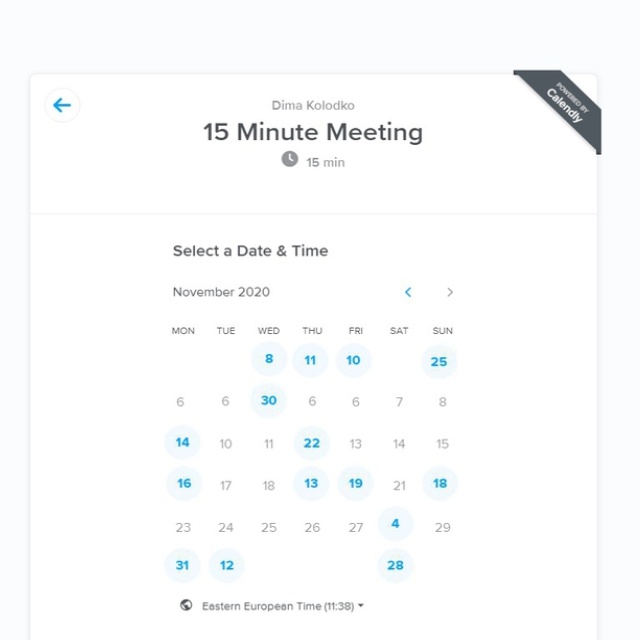 POWERED BY
Calendly
Dima Kolodko
15 Minute Meeting
15 min
Select a Date & Time
November 2020
MON TUE WED THU FRI SAT SUN
8 11 10 25
6 6 30 6 6 7 8
14 10 11 22 13 14 15
16 17 18 13 19 21 18
23 24 25 26 27 4 29
31 12 28
Eastern European Time (11:38)